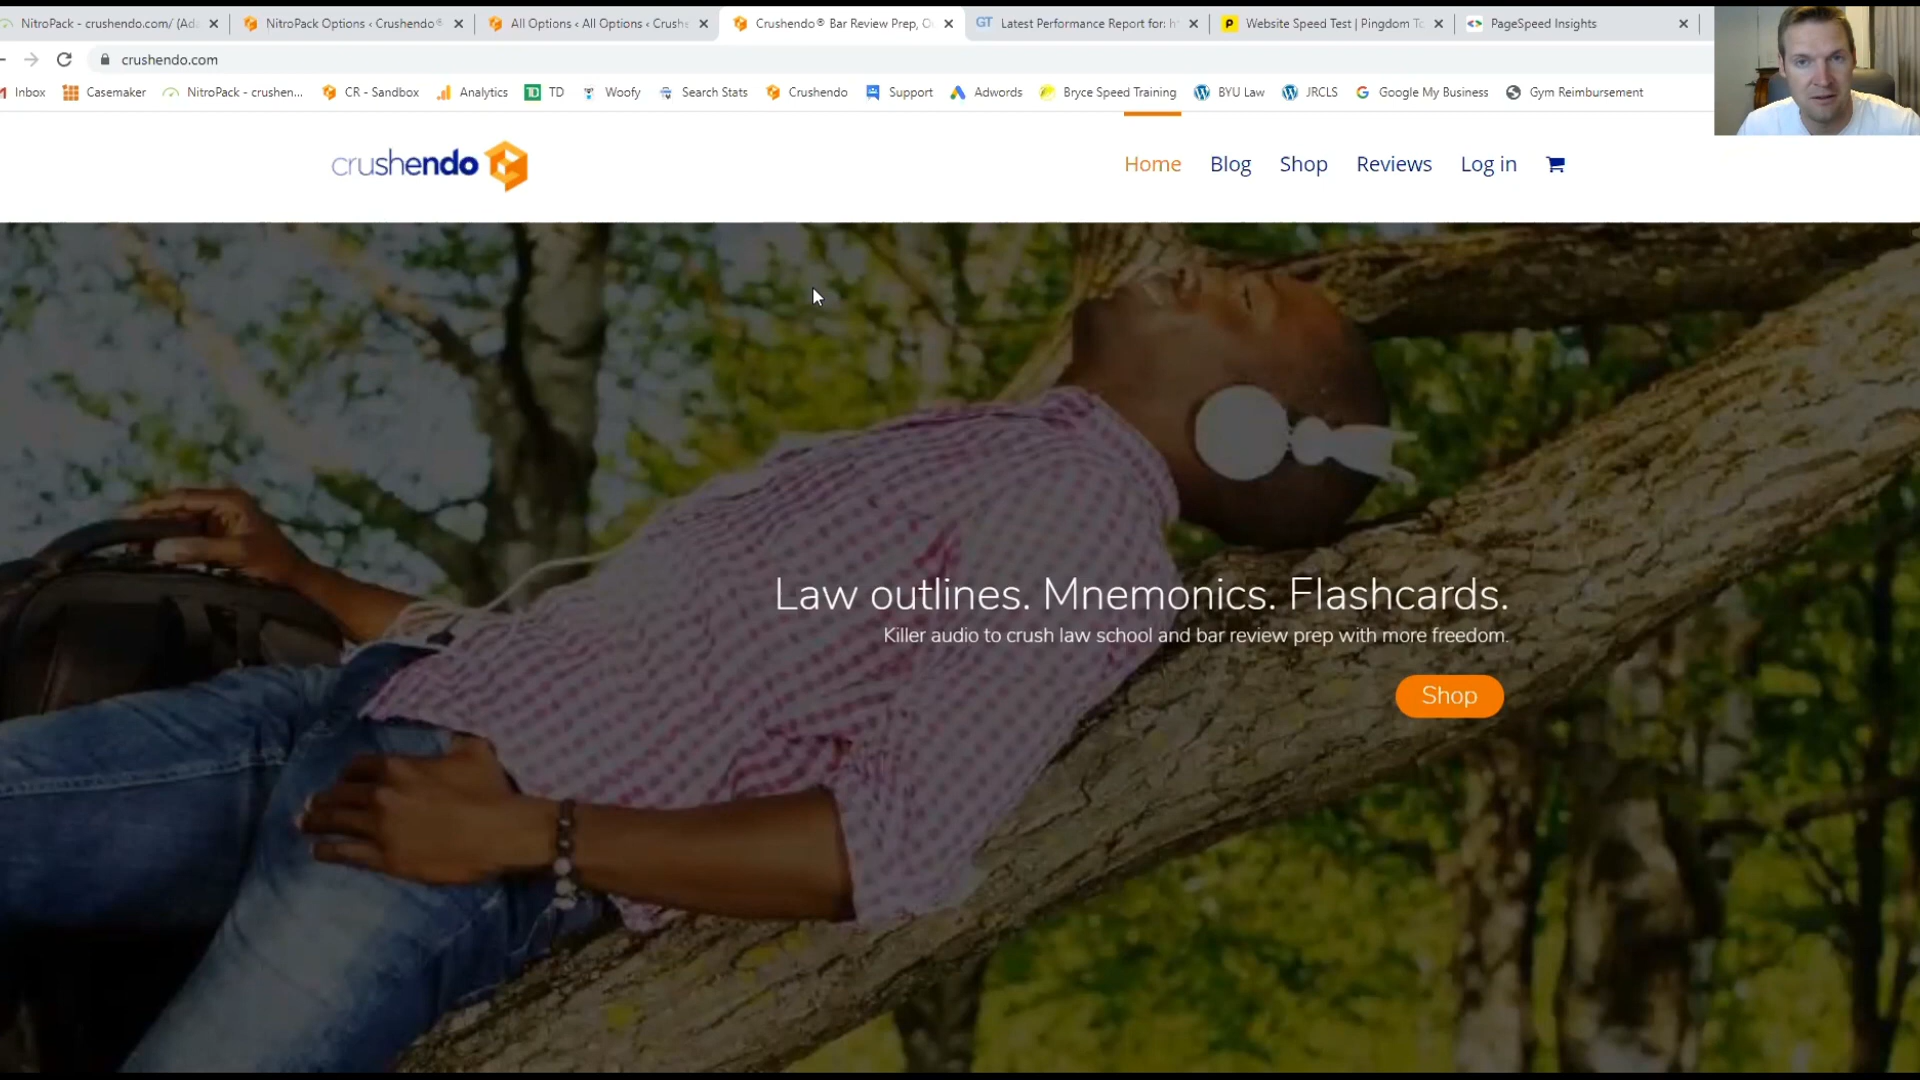 NitroPack - crushendo.com/ (Ada
NitroPack Options ‹ Crushendo®
All Options ‹ All Options ‹ Crush
Crushendo® Bar Review Prep, O
GT Latest Performance Report for: h
Website Speed Test | Pingdom To
PageSpeed Insights
crushendo.com
Inbox
Casemaker
NitroPack - crushen...
CR - Sandbox
Analytics
TD TD
Woofy
Search Stats
Crushendo
Support
Adwords
Bryce Speed Training
BYU Law
JRCLS
Google My Business
Gym Reimbursement
crushendo
Home
Blog
Shop
Reviews
Log in
Law outlines. Mnemonics. Flashcards.
Killer audio to crush law school and bar review prep with more freedom.
Shop